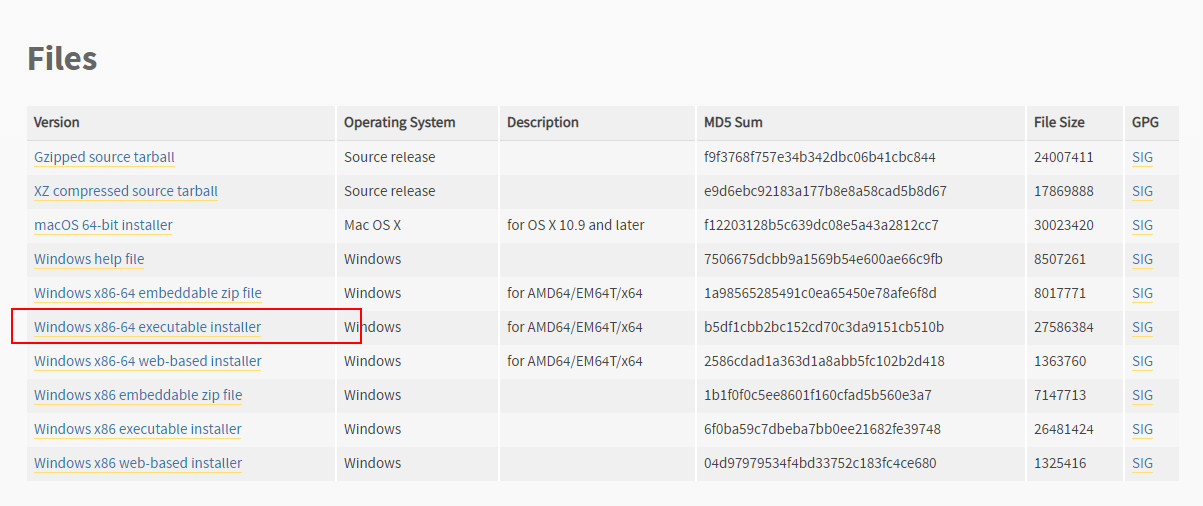 Files
Version Operating System Description MD5 Sum File Size GPG
Gzipped source tarball Source release f9f3768f757e34b342dbc06b41cbc844 24007411 SIG
XZ compressed source tarball Source release e9d6ebc92183a177b8e8a58cad5b8d67 17869888 SIG
macOS 64-bit installer Mac OS X for OS X 10.9 and later f12203128b5c639dc08e5a43a2812cc7 30023420 SIG
Windows help file Windows 7506675dcbb9a1569b54e600ae66c9fb 8507261 SIG
Windows x86-64 embeddable zip file Windows for AMD64/EM64T/x64 1a98565285491c0ea65450e78afe6f8d 8017771 SIG
Windows x86-64 executable installer Windows for AMD64/EM64T/x64 b5df1cbb2bc152cd70c3da9151cb510b 27586384 SIG
Windows x86-64 web-based installer Windows for AMD64/EM64T/x64 2586cdad1a363d1a8abb5fc102b2d418 1363760 SIG
Windows x86 embeddable zip file Windows 1b1f0f0c5ee8601f160cfad5b560e3a7 7147713 SIG
Windows x86 executable installer Windows 6f0ba59c7dbeba7bb0ee21682fe39748 26481424 SIG
Windows x86 web-based installer Windows 04d97979534f4bd33752c183fc4ce680 1325416 SIG